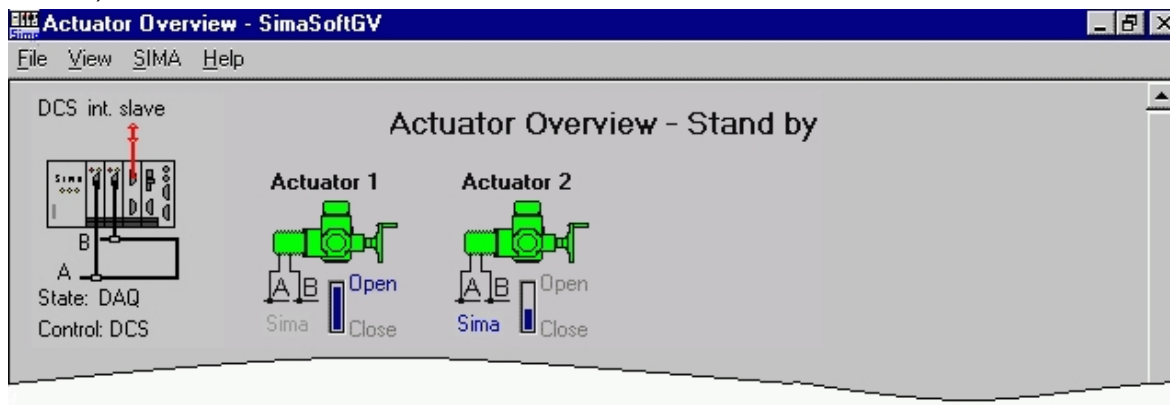 Actuator Overview - SimaSoftGV
File View SIMA Help
DCS int. slave
Actuator Overview - Stand by
Sima
Actuator 1 Actuator 2
B
A
State: DAQ
Control: DCS
A B Open
Sima Close
A B Open
Sima Close